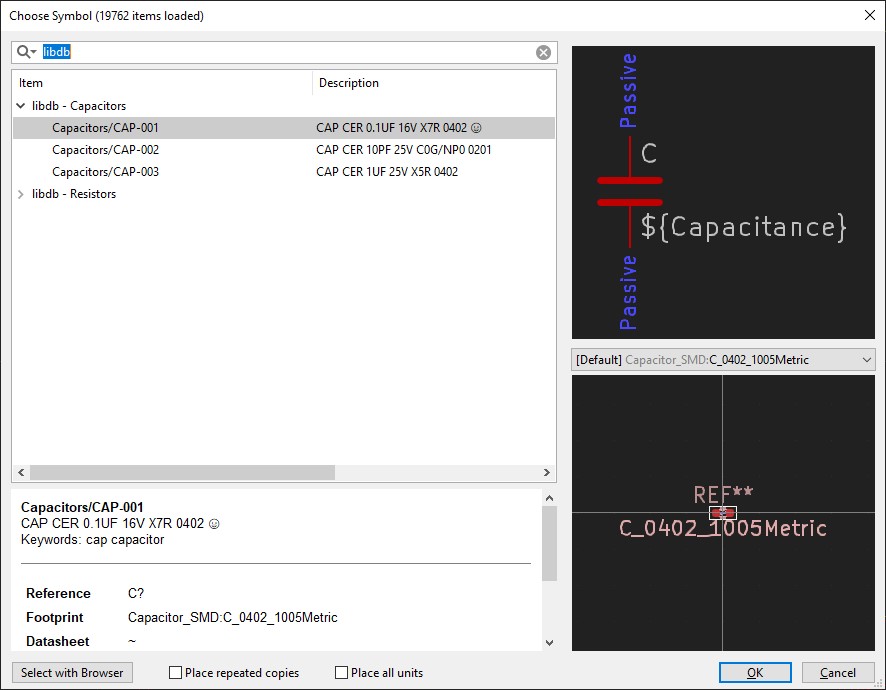 Choose Symbol (19762 items loaded)
libdb
Item Description
libdb - Capacitors
Capacitors/CAP-001 CAP CER 0.1UF 16V X7R 0402 ☺
Capacitors/CAP-002 CAP CER 10PF 25V C0G/NP0 0201
Capacitors/CAP-003 CAP CER 1UF 25V X5R 0402
libdb - Resistors
Capacitors/CAP-001
CAP CER 0.1UF 16V X7R 0402 ☺
Keywords: cap capacitor
Reference C?
Footprint Capacitor_SMD:C_0402_1005Metric
Datasheet ~
Passive
C
${Capacitance}
Passive
[Default] Capacitor_SMD:C_0402_1005Metric
REF**
C_0402_1005Metric
Select with Browser
Place repeated copies
Place all units
OK
Cancel